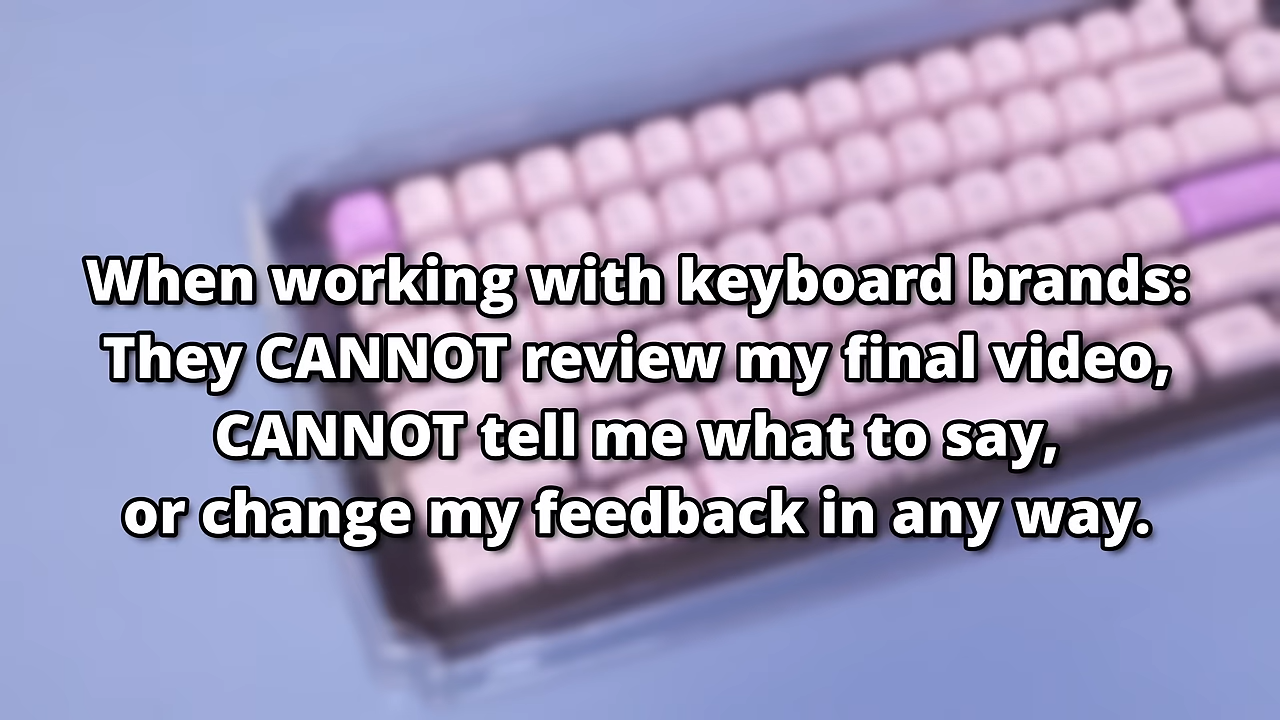 When working with keyboard brands:
They CANNOT review my final video,
CANNOT tell me what to say,
or change my feedback in any way.